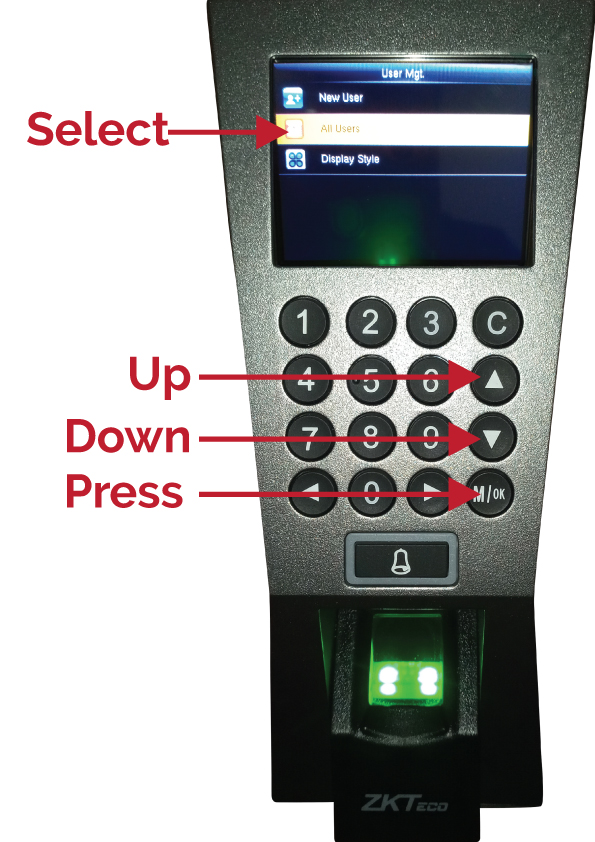 User Mgt.
New User
Select
All Users
Display Style
1 2 3 C
Up
4 5 6
Down
7 8 9
Press
0 M/OK
ZKTECO